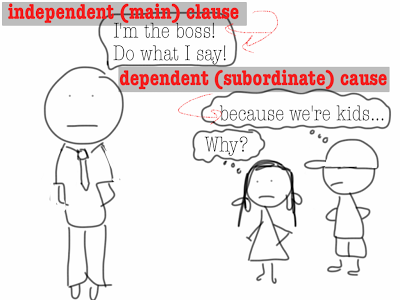 independent (main) clause
I'm the boss!
Do what I say!
dependent (subordinate) cause
because we're kids...
Why?